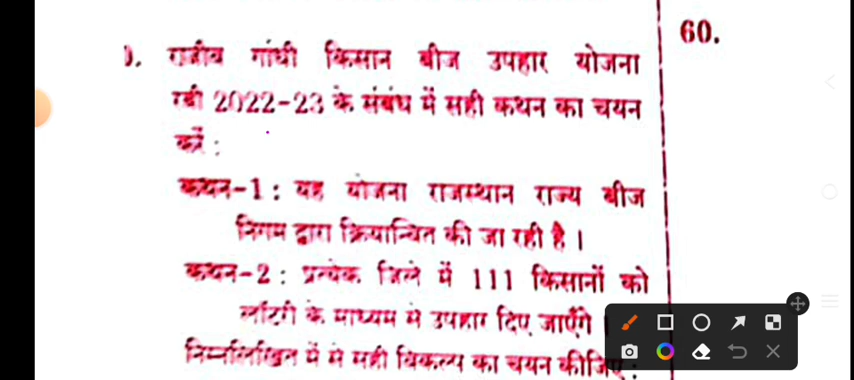 60.
). राजीव गांधी किसान बीज उपहार योजना
रबी 2022-23 के संबंध में सही कथन का चयन
करें :
कथन-1 : यह योजना राजस्थान राज्य बीज
निगम द्वारा क्रियान्वित की जा रही है ।
कथन-2 : प्रत्येक जिले में 111 किसानों को
लॉटरी के माध्यम से उपहार दिए जाएँगे ।
निम्नलिखित में से सही विकल्प का चयन कीजिए :